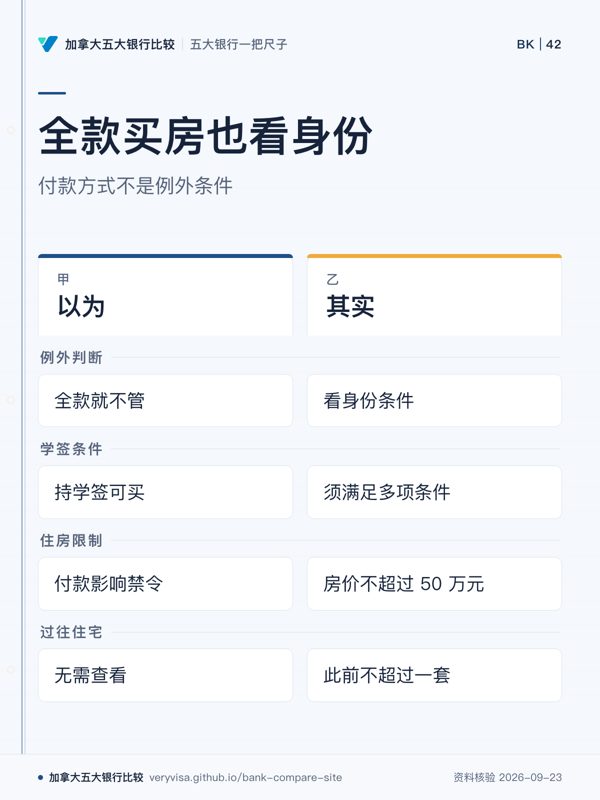 加拿大五大银行比较 | 五大银行一把尺子
BK | 42
全款买房也看身份
付款方式不是例外条件
甲
以为
乙
其实
例外判断
全款就不管
看身份条件
学签条件
持学签可买
须满足多项条件
住房限制
付款影响禁令
房价不超过 50 万元
过往住宅
无需查看
此前不超过一套
加拿大五大银行比较 veryvisa.github.io/bank-compare-site
资料核验 2026-09-23